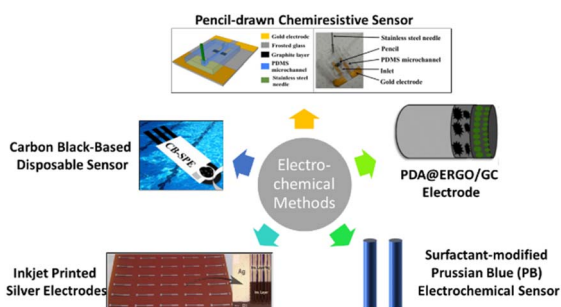 Pencil-drawn Chemiresistive Sensor
Gold electrode
Frosted glass
Graphite layer
PDMS
microchannel
Stainless steel
needle
Stainless steel needle
Pencil
PDMS microchannel
Inlet
Gold electrode
Carbon Black-Based
Disposable Sensor
CB-SPE
Electro-
chemical
Methods
PDA@ERGO/GC
Electrode
Inkjet Printed
Silver Electrodes
Ag
Surfactant-modified
Prussian Blue (PB)
Electrochemical Sensor